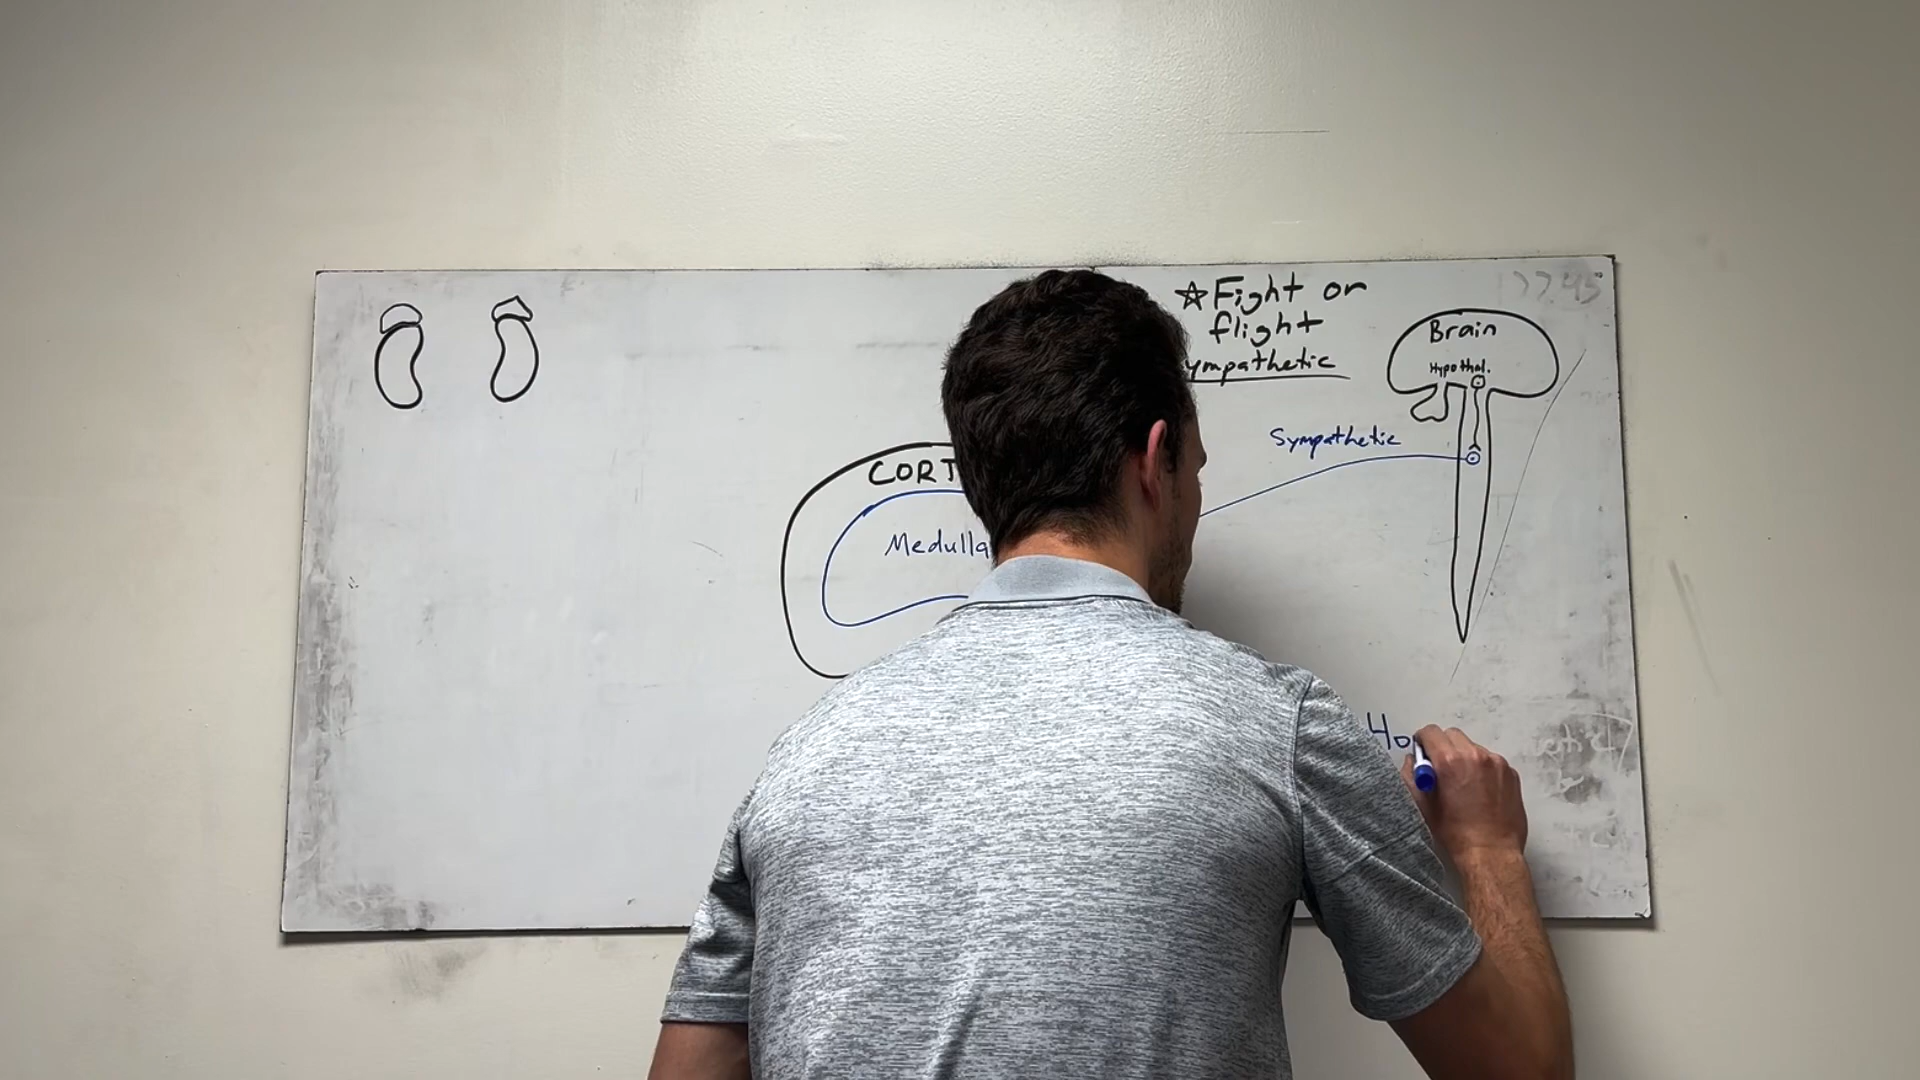 ☆Fight or
flight
ympathetic
Brain
Hypothal.
Sympathetic
CORT
Medulla
Ho